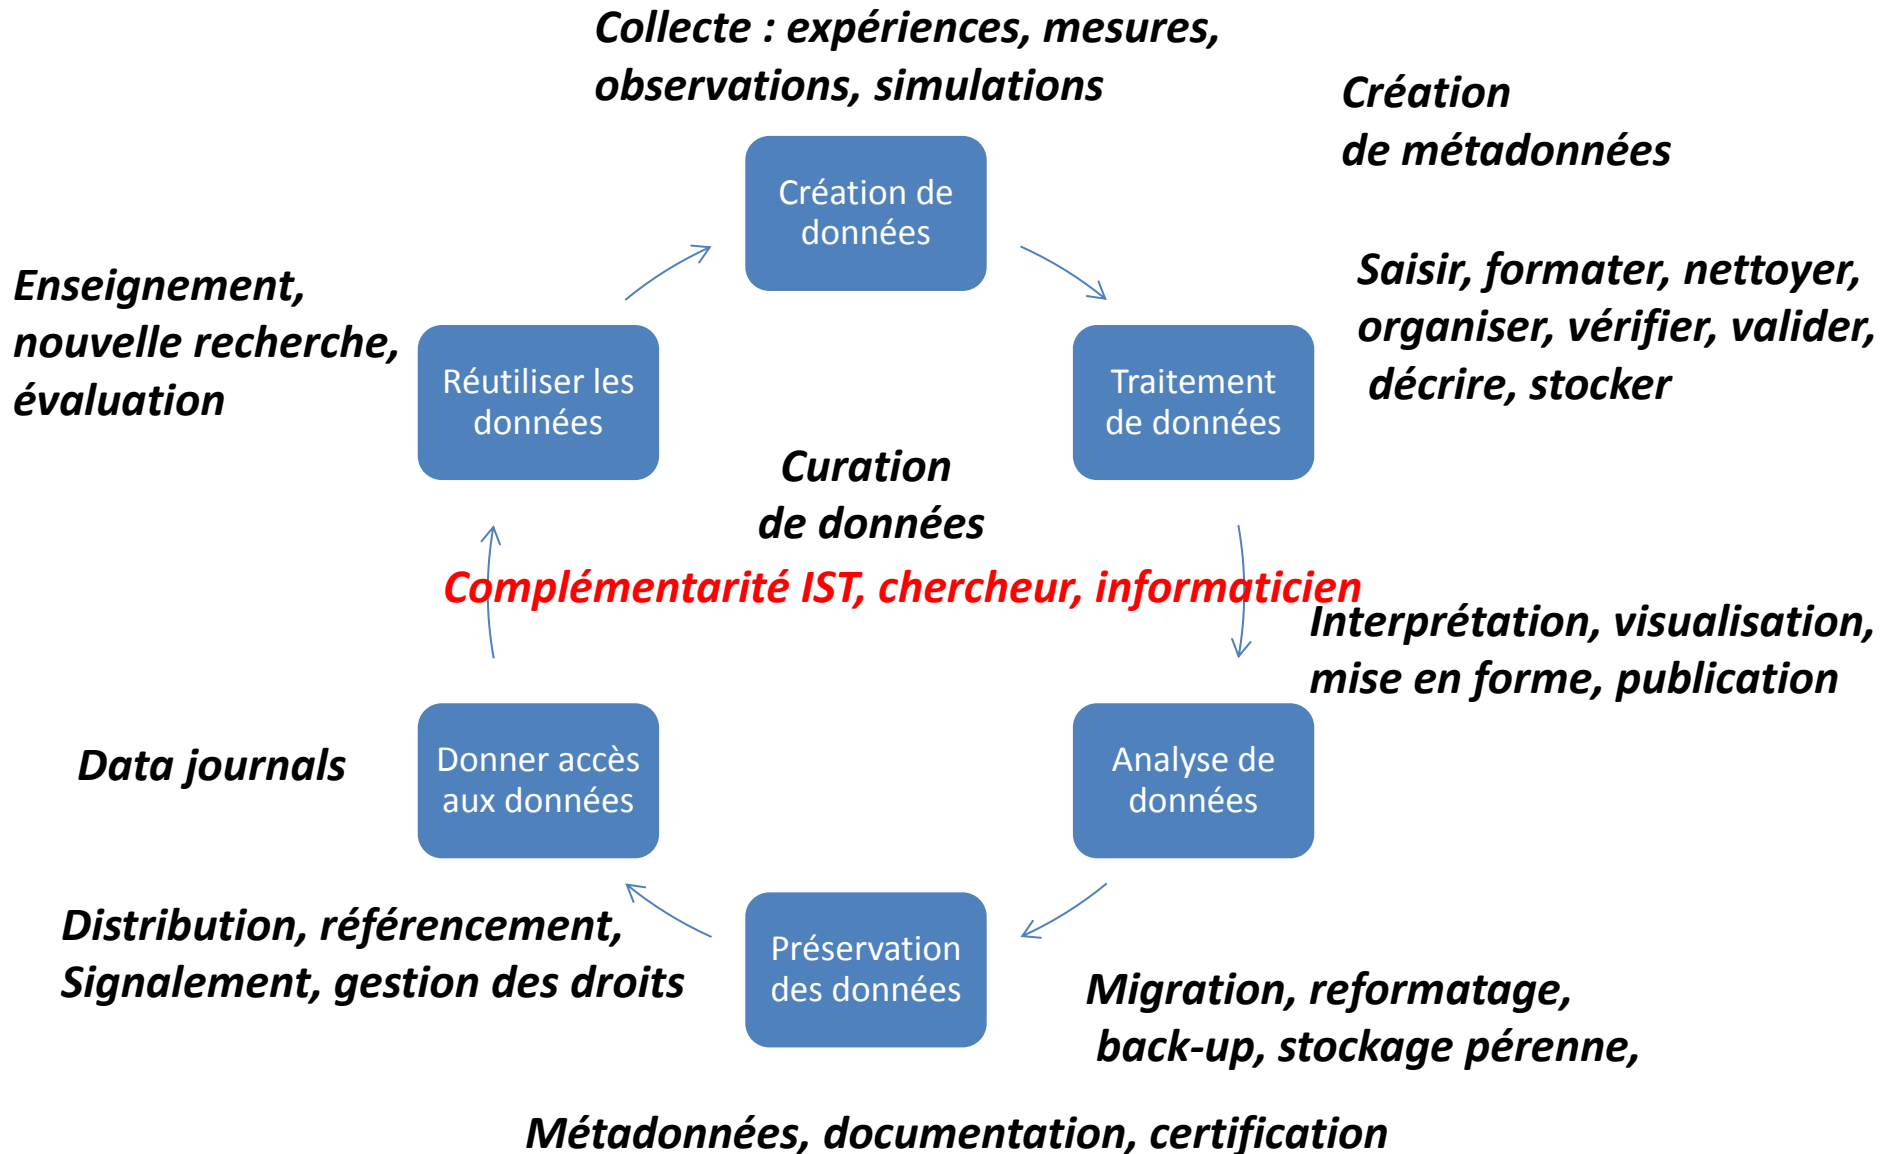 Collecte : expériences, mesures,
observations, simulations
Création
de métadonnées
Création de
données
Saisir, formater, nettoyer,
organiser, vérifier, valider,
décrire, stocker
Enseignement,
nouvelle recherche,
évaluation
Réutiliser les
données
Traitement
de données
Curation
de données
Complémentarité IST, chercheur, informaticien
Interprétation, visualisation,
mise en forme, publication
Data journals
Donner accès
aux données
Analyse de
données
Distribution, référencement,
Signalement, gestion des droits
Préservation
des données
Migration, reformatage,
back-up, stockage pérenne,
Métadonnées, documentation, certification